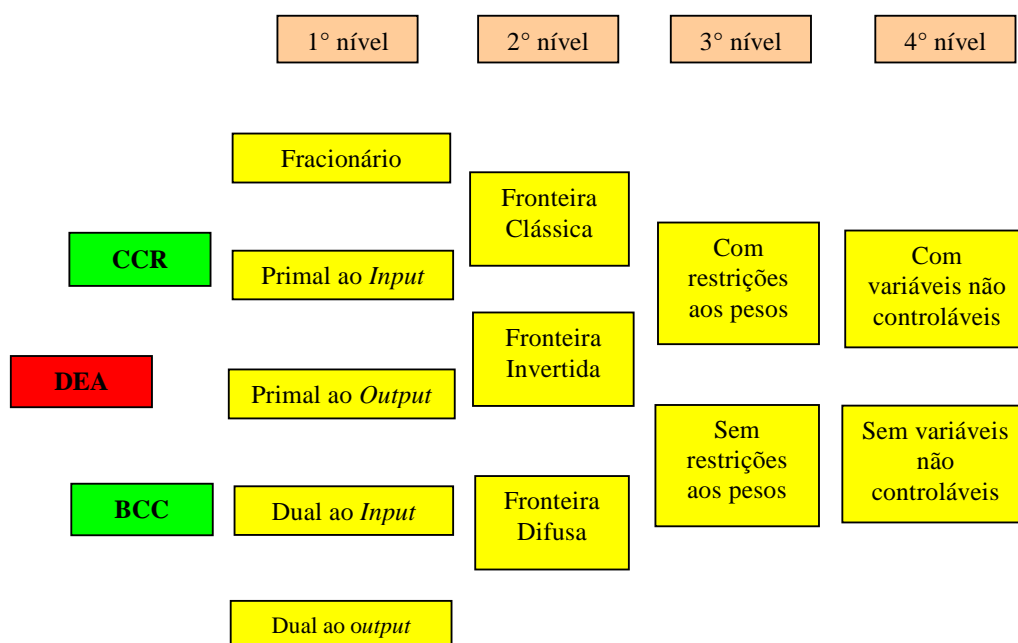 1° nível
2° nível
3° nível
4° nível
Fracionário
Fronteira
Clássica
CCR
Primal ao Input
Com
restrições
aos pesos
Com
variáveis não
controláveis
Fronteira
Invertida
DEA
Primal ao Output
Sem
restrições
aos pesos
Sem variáveis
não
controláveis
BCC
Dual ao Input
Fronteira
Difusa
Dual ao output